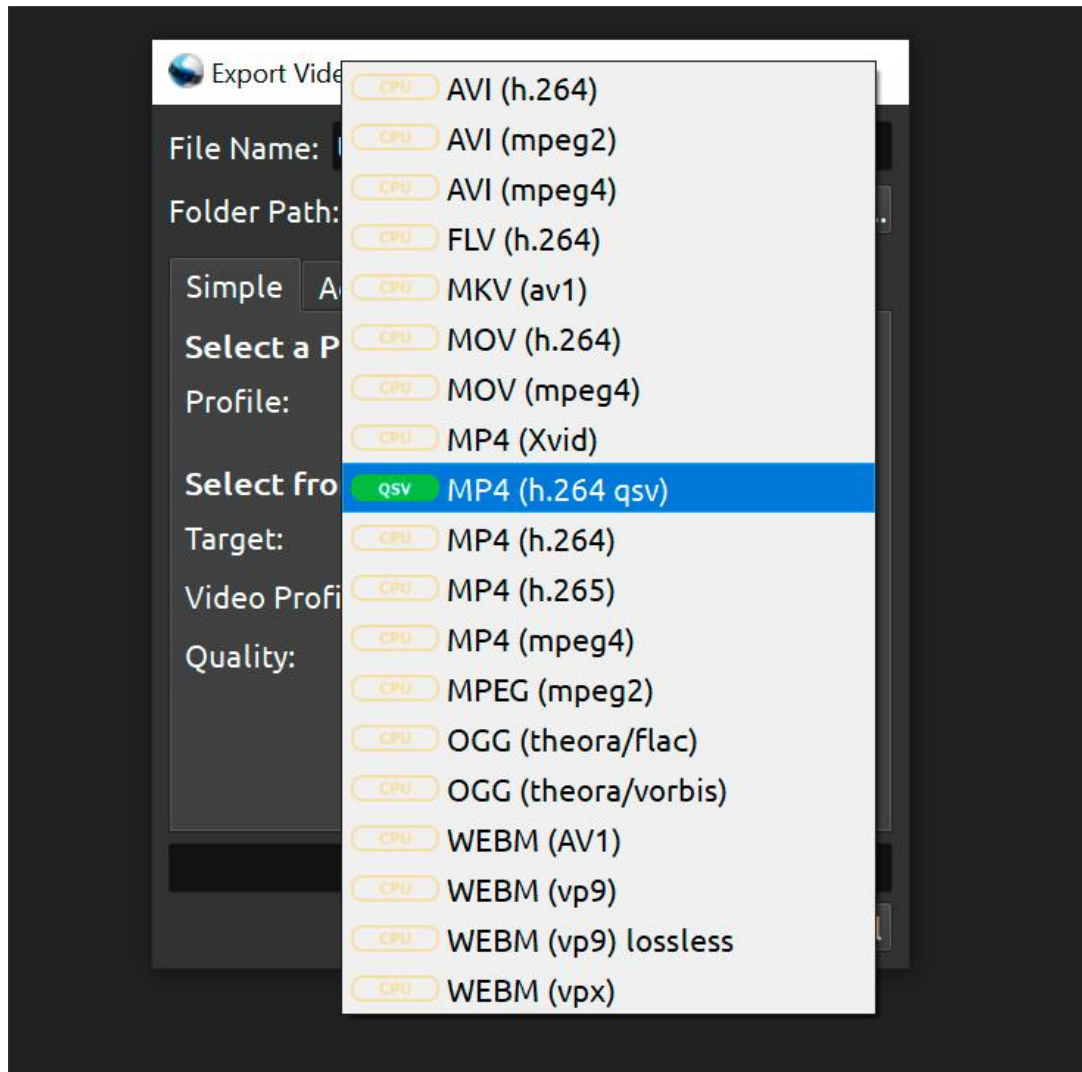 Export Vide
File Name:
Folder Path:
..
Simple A
Select a P
Profile:
Select fro
Target:
Video Profi
Quality:
l
CPU AVI (h.264)
CPU AVI (mpeg2)
CPU AVI (mpeg4)
CPU FLV (h.264)
CPU MKV (av1)
CPU MOV (h.264)
CPU MOV (mpeg4)
CPU MP4 (Xvid)
QSV MP4 (h.264 qsv)
CPU MP4 (h.264)
CPU MP4 (h.265)
CPU MP4 (mpeg4)
CPU MPEG (mpeg2)
CPU OGG (theora/flac)
CPU OGG (theora/vorbis)
CPU WEBM (AV1)
CPU WEBM (vp9)
CPU WEBM (vp9) lossless
CPU WEBM (vpx)